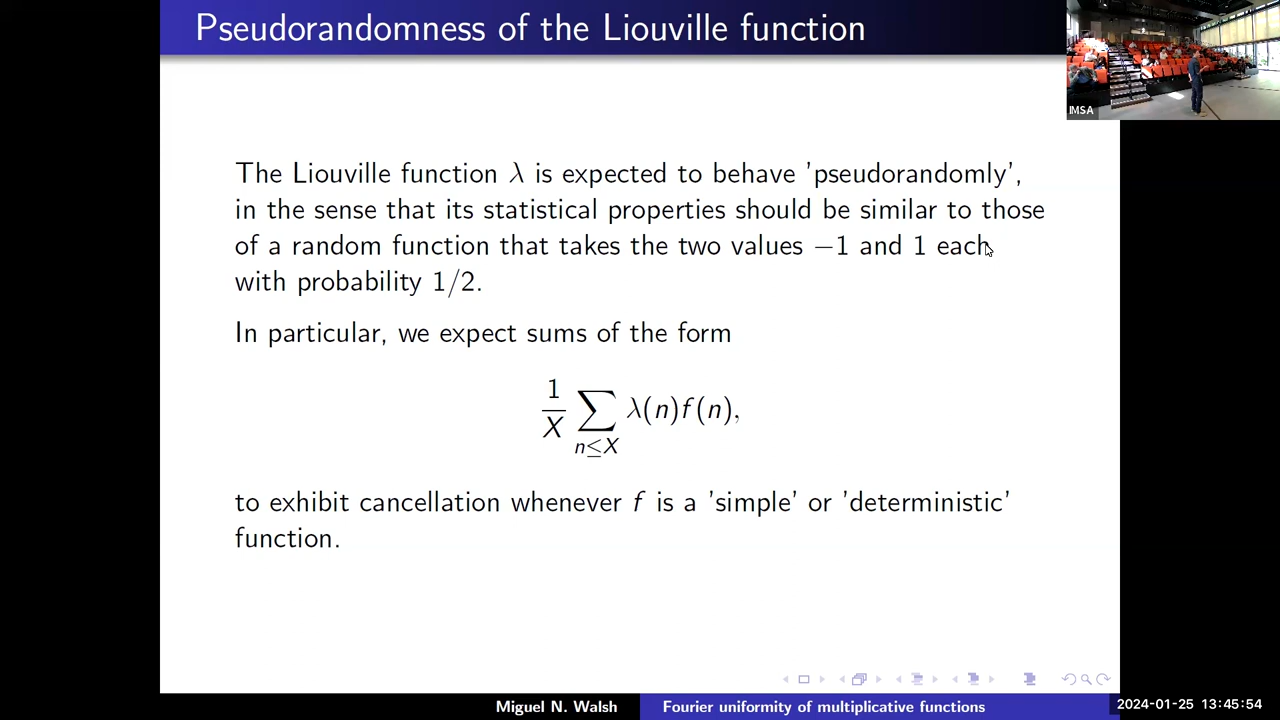 Pseudorandomness of the Liouville function
IMSA
The Liouville function λ is expected to behave 'pseudorandomly',
in the sense that its statistical properties should be similar to those
of a random function that takes the two values −1 and 1 each
with probability 1/2.
In particular, we expect sums of the form
1/X ∑_{n≤X} λ(n)f(n),
to exhibit cancellation whenever f is a 'simple' or 'deterministic'
function.
Miguel N. Walsh
Fourier uniformity of multiplicative functions
2024-01-25 13:45:54